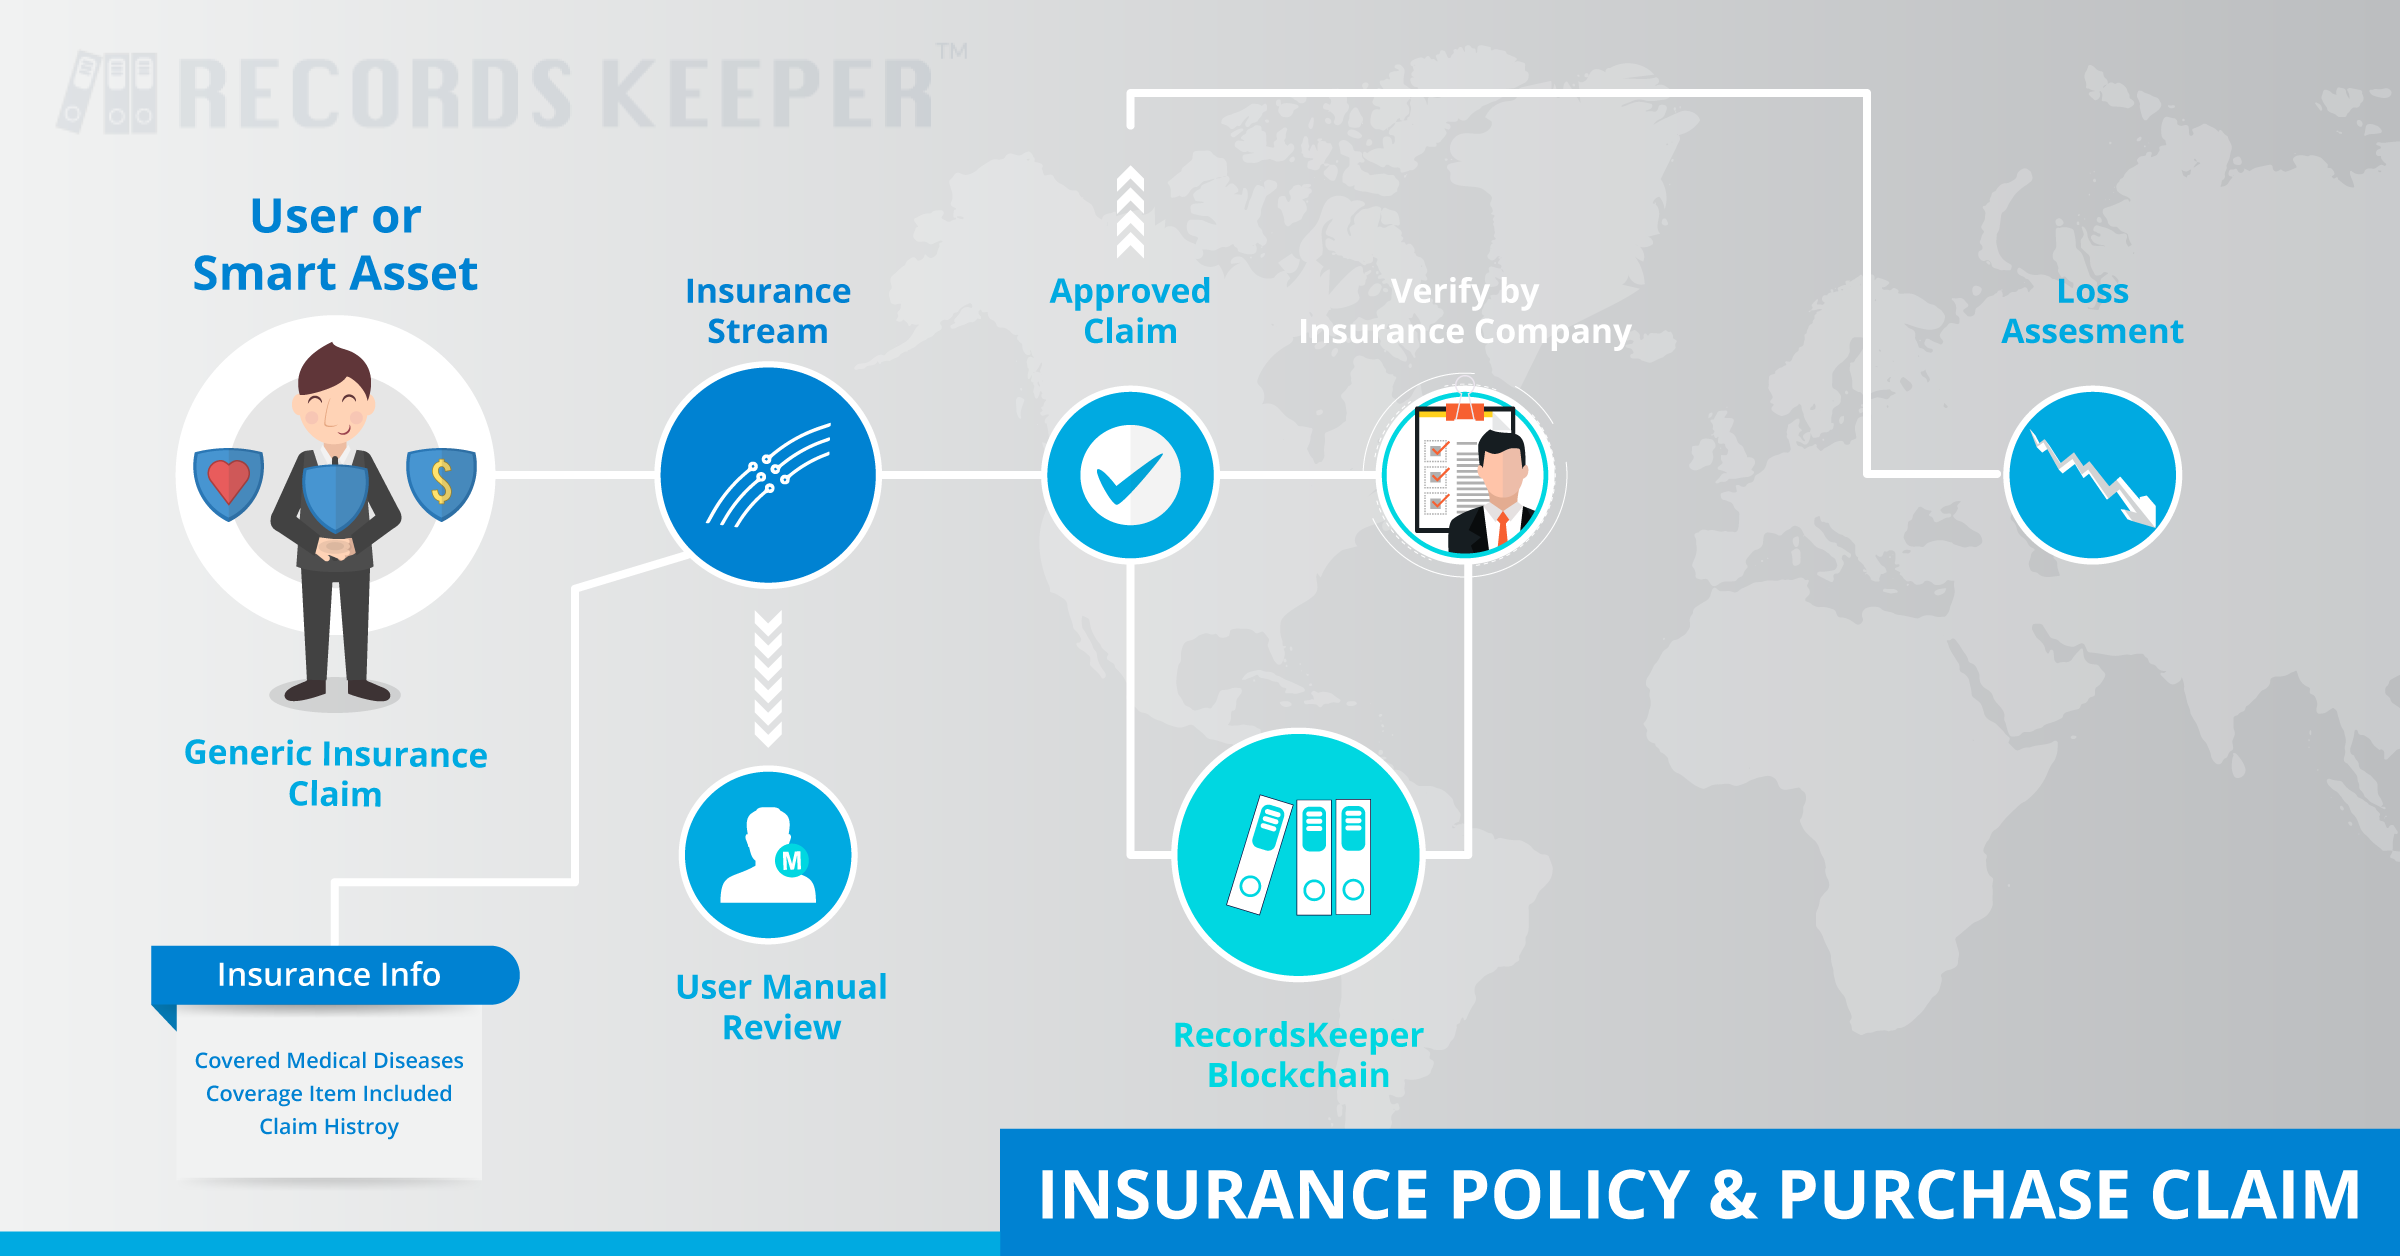 RECORDS KEEPER™
User or
Smart Asset
Generic Insurance
Claim
Insurance
Stream
Approved
Claim
Verify by
Insurance Company
Loss
Assesment
M
User Manual
Review
RecordsKeeper
Blockchain
Insurance Info
Covered Medical Diseases
Coverage Item Included
Claim Histroy
$
INSURANCE POLICY & PURCHASE CLAIM